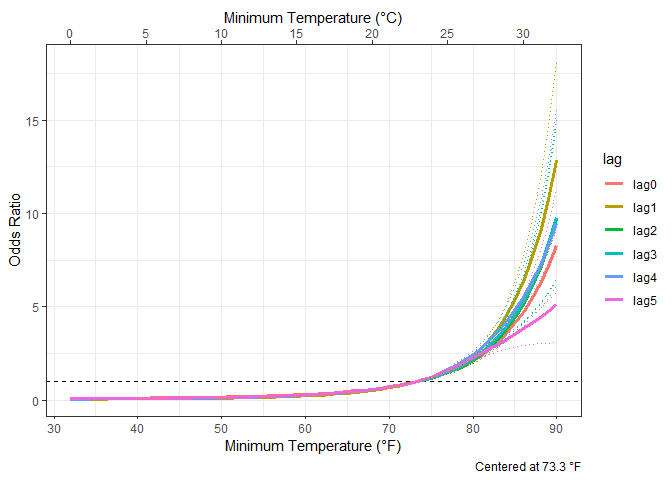 Minimum Temperature (°C)
0 5 10 15 20 25 30
15
10
5
0
Odds Ratio
30 40 50 60 70 80 90
Minimum Temperature (°F)
Centered at 73.3 °F
lag
lag0
lag1
lag2
lag3
lag4
lag5